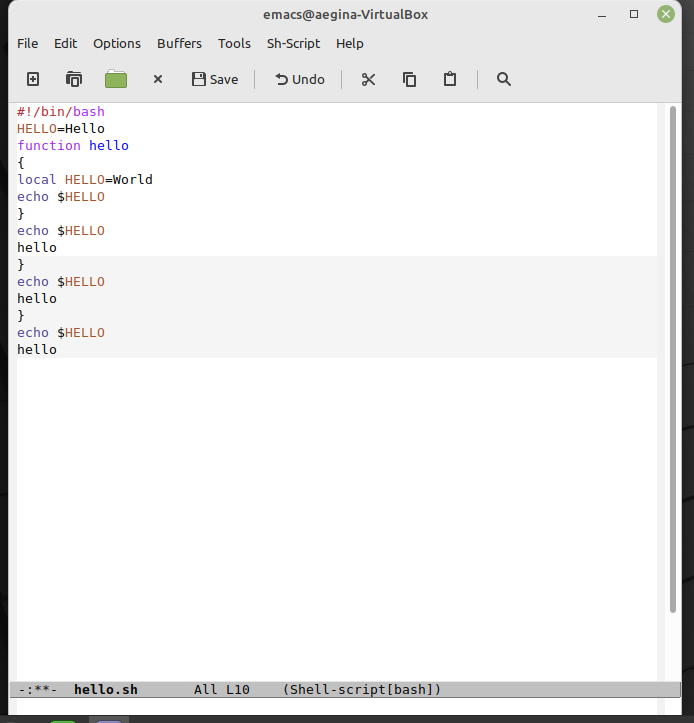 emacs@aegina-VirtualBox
File Edit Options Buffers Tools Sh-Script Help
Save Undo
#!/bin/bash
HELLO=Hello
function hello
{
local HELLO=World
echo $HELLO
}
echo $HELLO
hello
}
echo $HELLO
hello
}
echo $HELLO
hello
-:**- hello.sh All L10 (Shell-script[bash])